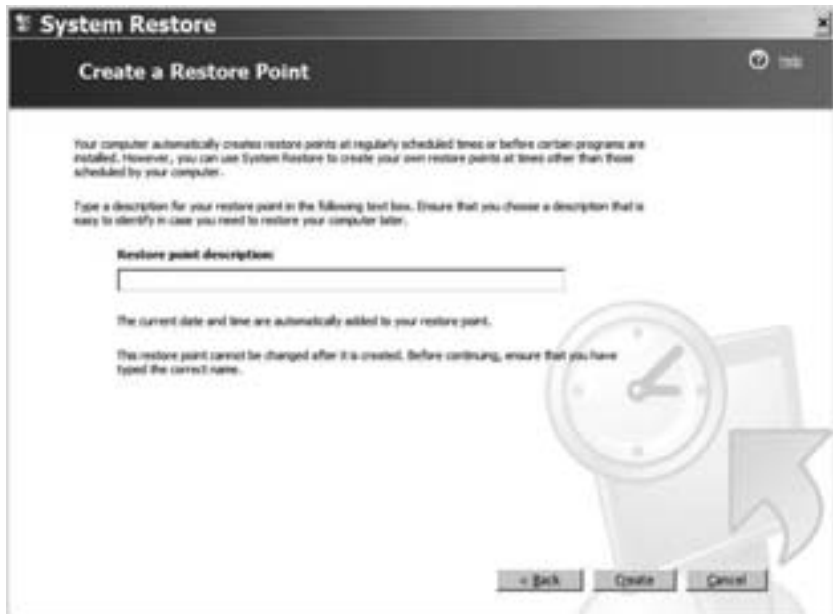 System Restore
Create a Restore Point
Help
Your computer automatically creates restore points at regularly scheduled times or before certain programs are
installed. However, you can use System Restore to create your own restore points at times other than those
scheduled by your computer.
Type a description for your restore point in the following text box. Ensure that you choose a description that is
easy to identify in case you need to restore your computer later.
Restore point description:
The current date and time are automatically added to your restore point.
This restore point cannot be changed after it is created. Before continuing, ensure that you have
typed the correct name.
< Back Create Cancel